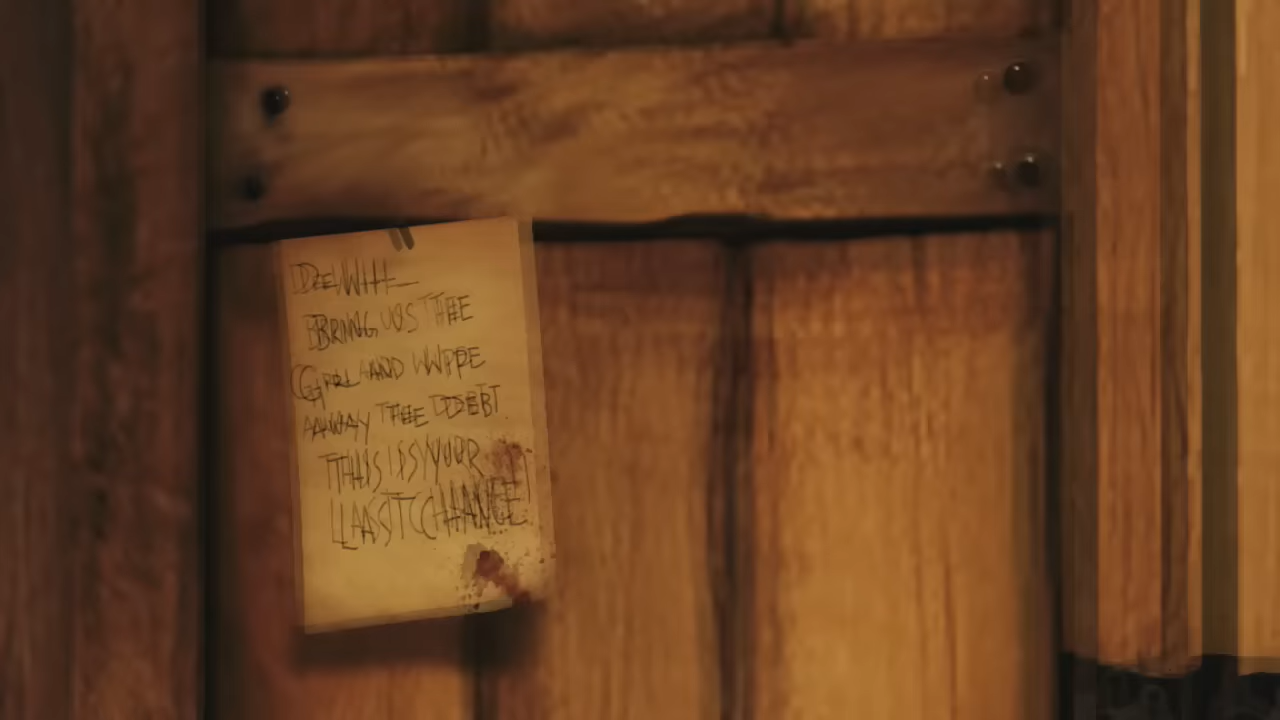 DeWitt—
BRING US THE
GIRL AND WIPE
AWAY THE DEBT.
THIS IS YOUR
LAST CHANCE!